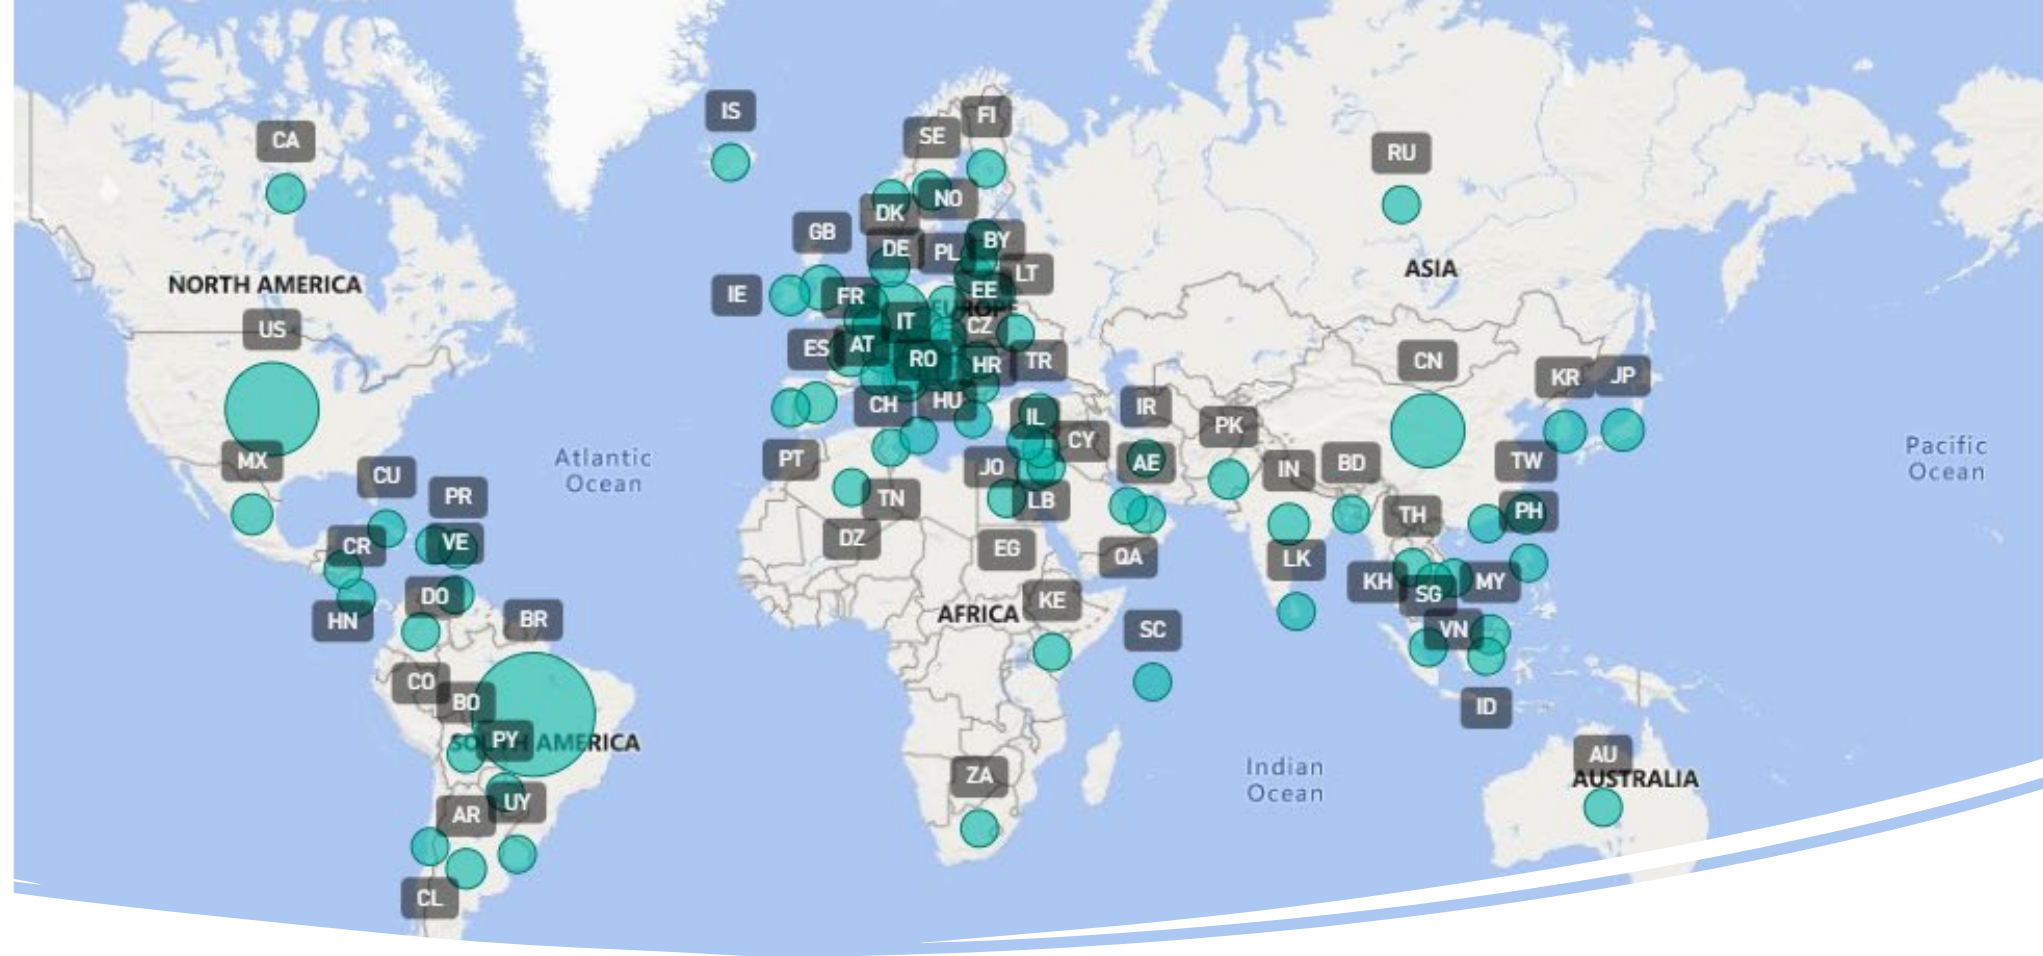 IS
FI
SE
CA
RU
NO
DK
GB
BY
DE
PL
LT
ASIA
NORTH AMERICA
EE
IE
FR
EUROPE
IT
CZ
US
ES
AT
RO
HR
TR
CN
KR
JP
CH
HU
IR
IL
PK
CY
Atlantic
Ocean
Pacific
Ocean
MX
PT
JO
AE
IN
BD
TW
CU
PR
TN
LB
TH
PH
CR
VE
DZ
EG
QA
LK
KH
SG
MY
DO
KE
AFRICA
HN
BR
SC
VN
CO
BO
ID
PY
SOUTH AMERICA
AU
AUSTRALIA
ZA
Indian
Ocean
AR
UY
CL